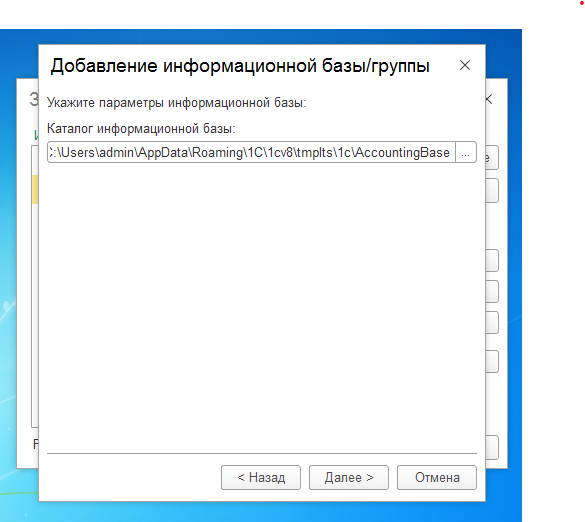 Добавление информационной базы/группы
Укажите параметры информационной базы:
Каталог информационной базы:
:\Users\admin\AppData\Roaming\1C\1cv8\tmplts\1c\AccountingBase
...
< Назад
Далее >
Отмена